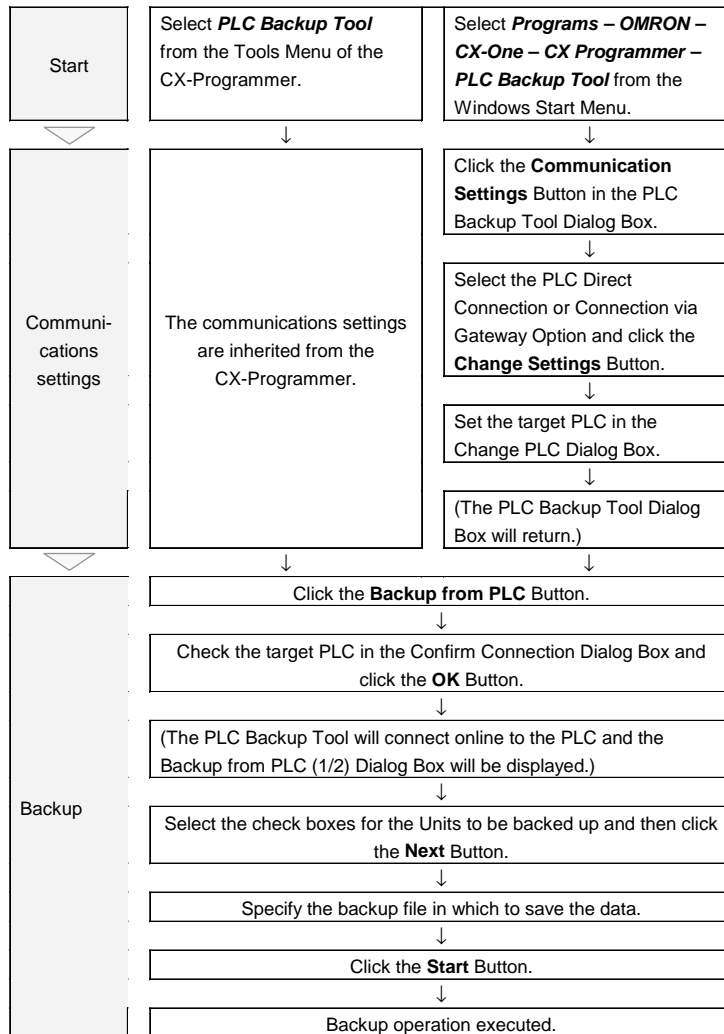 Start
Select PLC Backup Tool
from the Tools Menu of the
CX-Programmer.
Select Programs – OMRON –
CX-One – CX Programmer –
PLC Backup Tool from the
Windows Start Menu.
↓
↓
Communi-
cations
settings
The communications settings
are inherited from the
CX-Programmer.
Click the Communication
Settings Button in the PLC
Backup Tool Dialog Box.
↓
Select the PLC Direct
Connection or Connection via
Gateway Option and click the
Change Settings Button.
↓
Set the target PLC in the
Change PLC Dialog Box.
↓
(The PLC Backup Tool Dialog
Box will return.)
↓
↓
Backup
Click the Backup from PLC Button.
↓
Check the target PLC in the Confirm Connection Dialog Box and
click the OK Button.
↓
(The PLC Backup Tool will connect online to the PLC and the
Backup from PLC (1/2) Dialog Box will be displayed.)
↓
Select the check boxes for the Units to be backed up and then click
the Next Button.
↓
Specify the backup file in which to save the data.
↓
Click the Start Button.
↓
Backup operation executed.